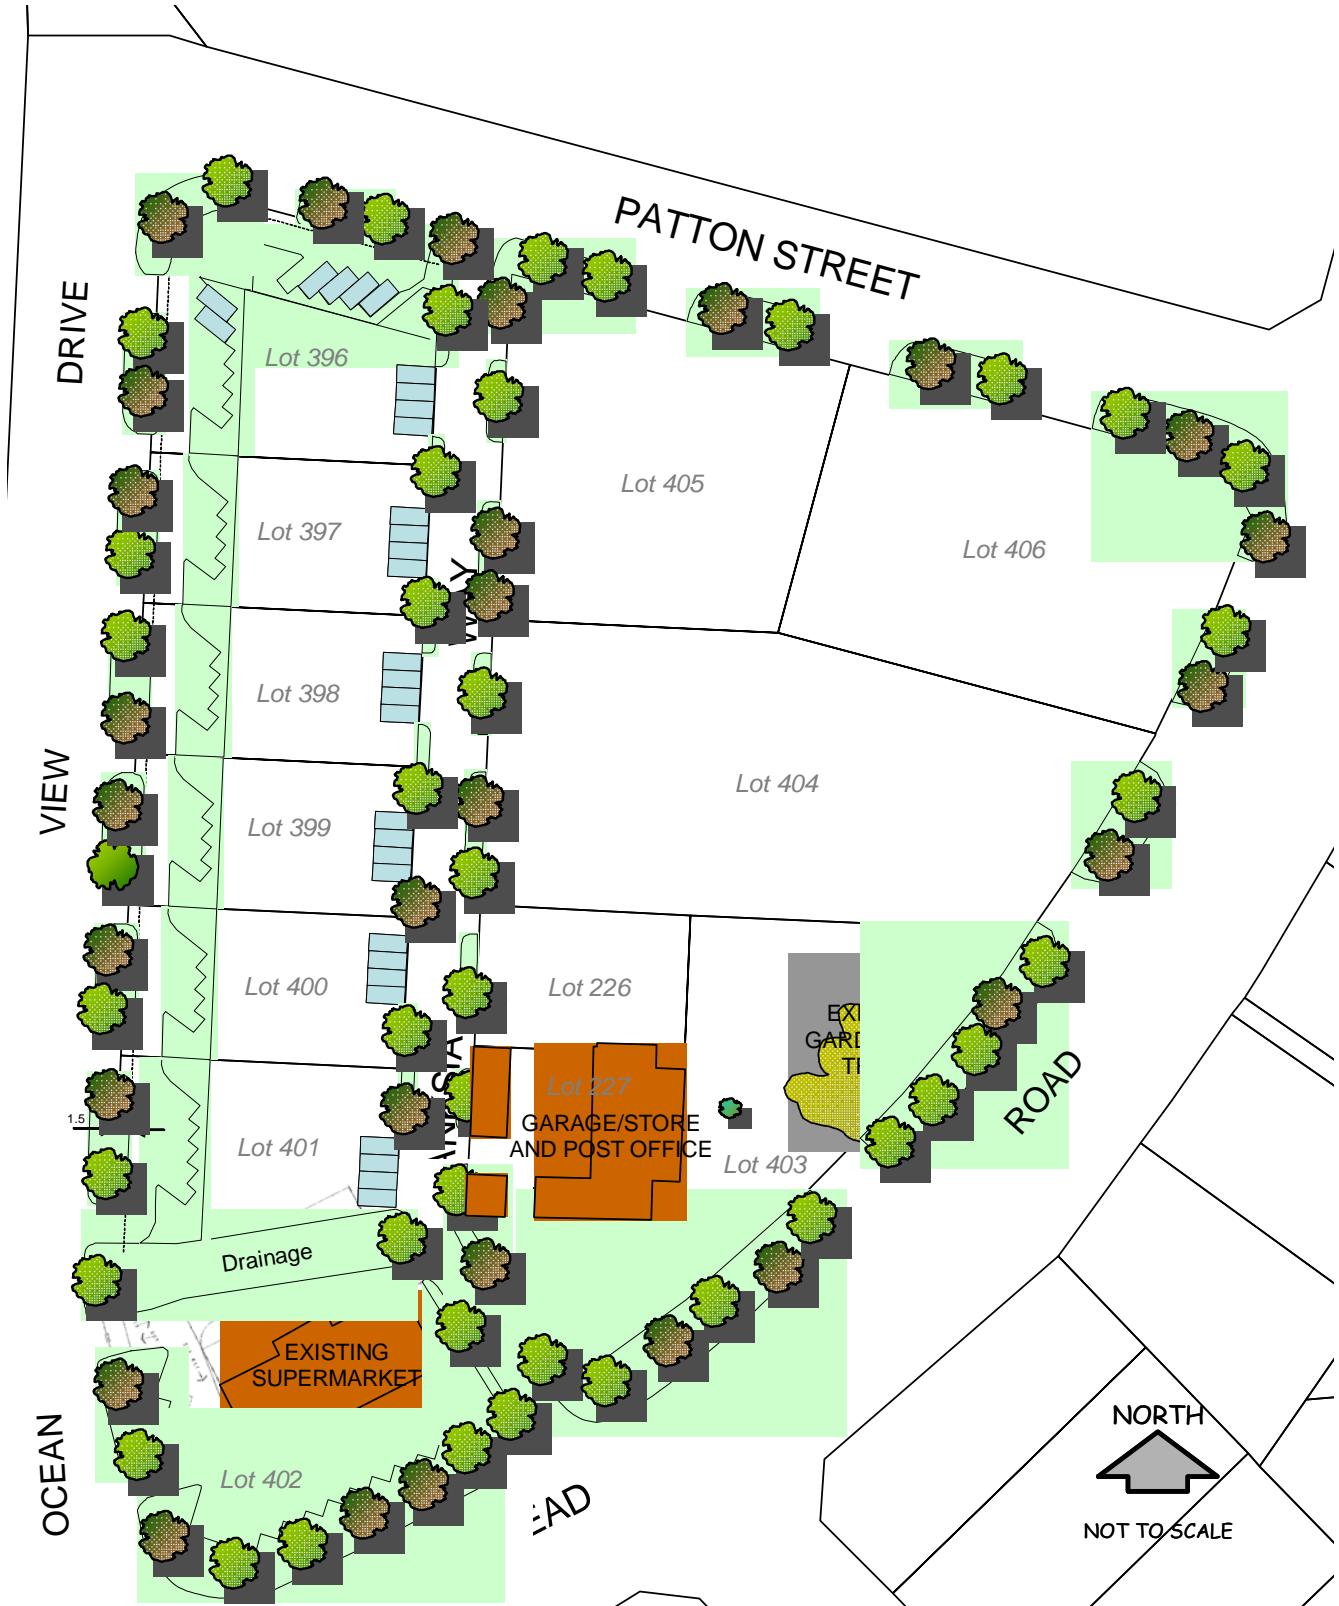 PATTON STREET
DRIVE
Lot 396
Lot 405
Lot 397
Lot 406
Lot 398
VIEW
Lot 404
Lot 399
Lot 400
Lot 226
Lot 227
GARAGE/STORE
AND POST OFFICE
1.5
Lot 401
Lot 403
ROAD
Drainage
EXISTING
SUPERMARKET
OCEAN
Lot 402
NORTH
NOT TO SCALE